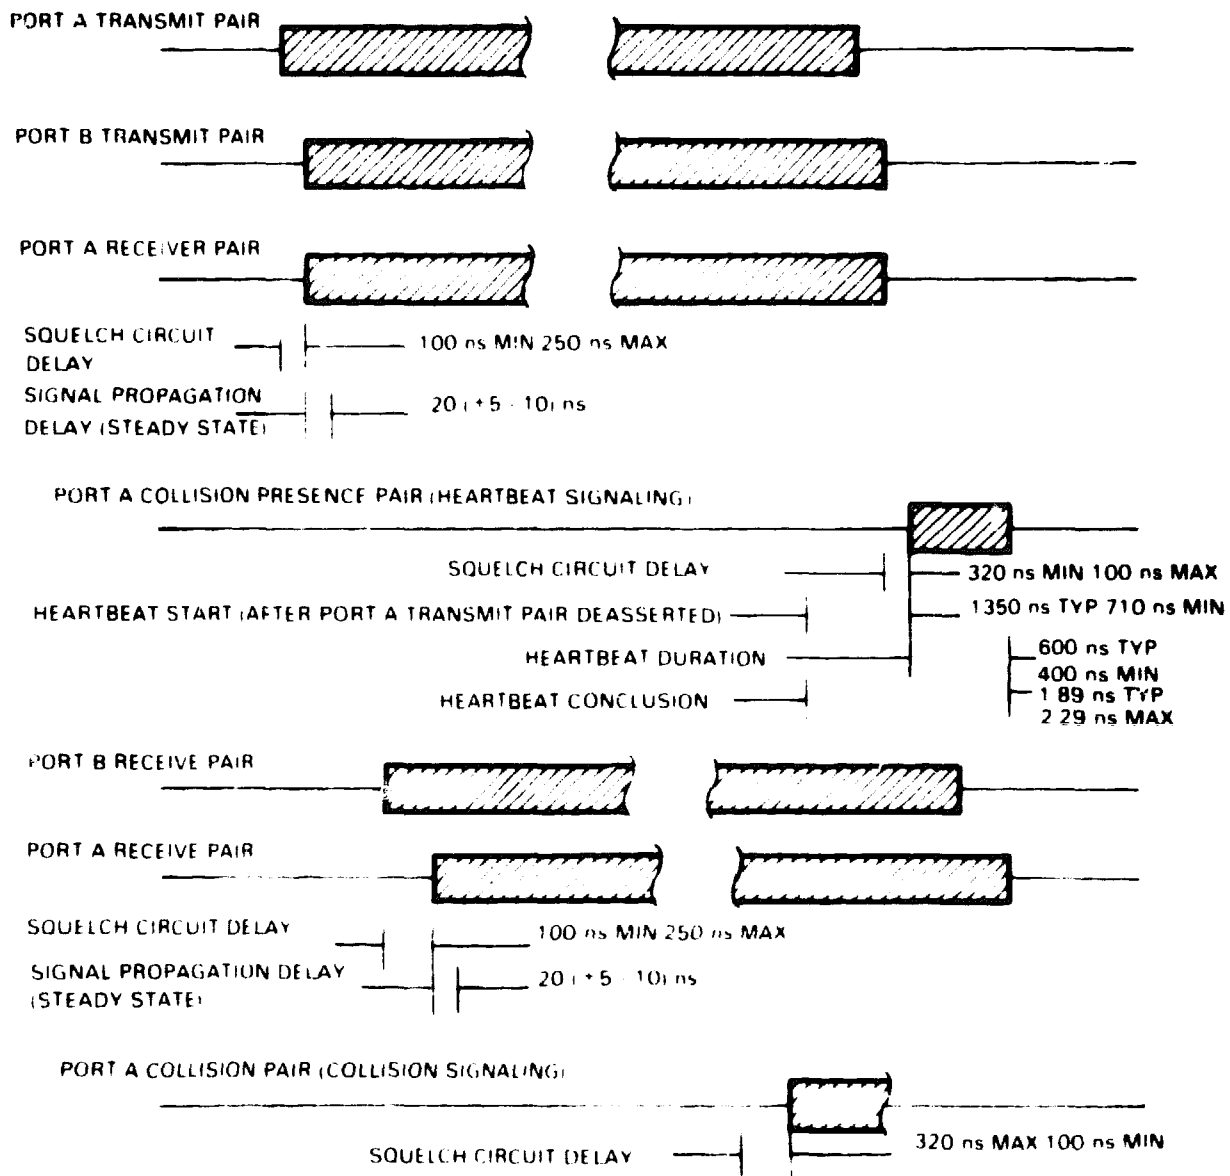 PORT A TRANSMIT PAIR
PORT B TRANSMIT PAIR
PORT A RECEIVER PAIR
SQUELCH CIRCUIT
DELAY
100 ns MIN 250 ns MAX
SIGNAL PROPAGATION
DELAY (STEADY STATE)
20 (+5 - 10) ns
PORT A COLLISION PRESENCE PAIR (HEARTBEAT SIGNALING)
SQUELCH CIRCUIT DELAY
320 ns MIN 100 ns MAX
HEARTBEAT START (AFTER PORT A TRANSMIT PAIR DEASSERTED)
1350 ns TYP 710 ns MIN
HEARTBEAT DURATION
600 ns TYP
400 ns MIN
HEARTBEAT CONCLUSION
1 89 ns TYP
2 29 ns MAX
PORT B RECEIVE PAIR
PORT A RECEIVE PAIR
SQUELCH CIRCUIT DELAY
100 ns MIN 250 ns MAX
SIGNAL PROPAGATION DELAY
(STEADY STATE)
20 (+5 - 10) ns
PORT A COLLISION PAIR (COLLISION SIGNALING)
320 ns MAX 100 ns MIN
SQUELCH CIRCUIT DELAY